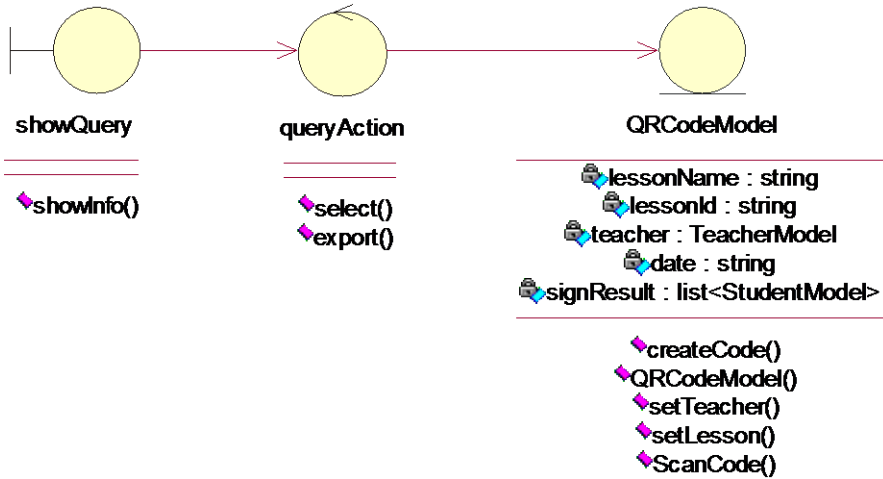 showQuery
showInfo()
queryAction
select()
export()
QRCodeModel
lessonName : string
lessonId : string
teacher : TeacherModel
date : string
signResult : list<StudentModel>
createCode()
QRCodeModel()
setTeacher()
setLesson()
ScanCode()